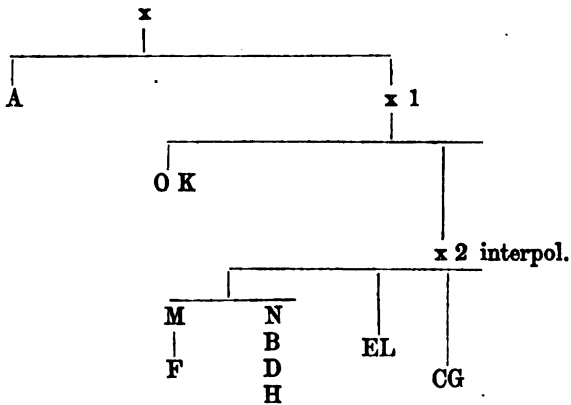 x
A x 1
O K
x 2 interpol.
M N
B
F D
H
EL
CG